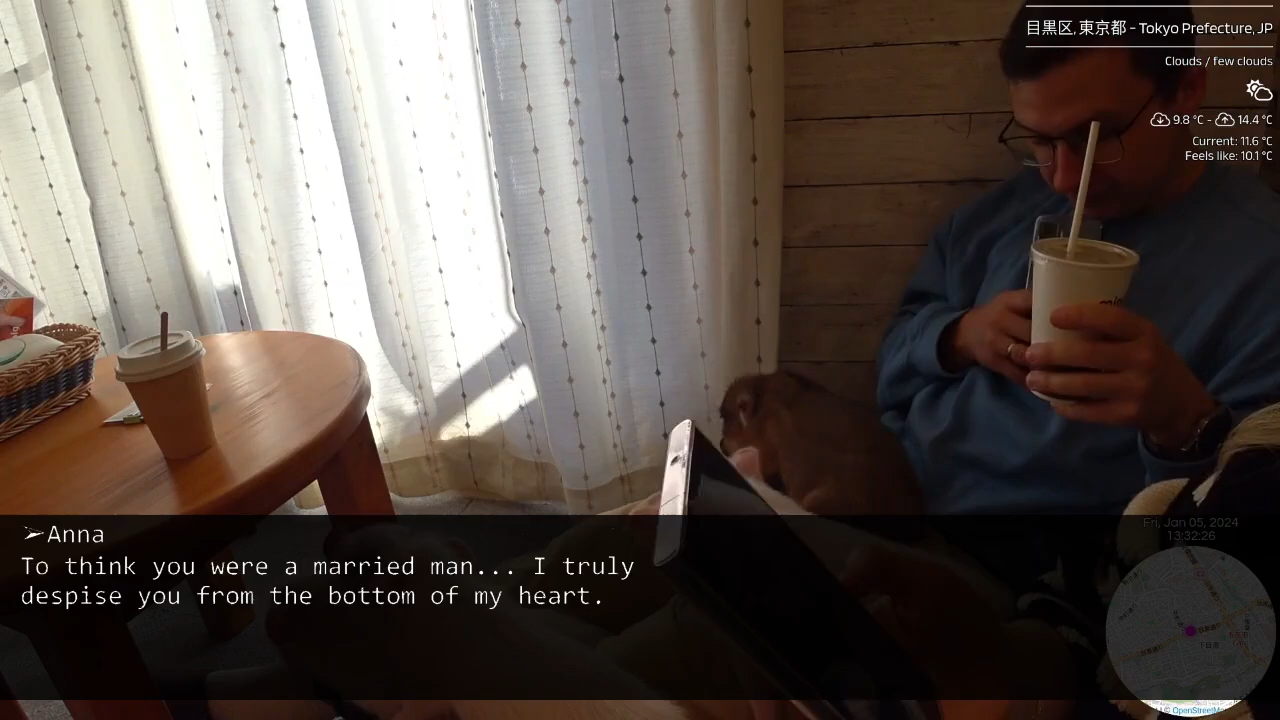 目黒区, 東京都 - Tokyo Prefecture, JP
Clouds / few clouds
9.8 °C - 14.4 °C
Current: 11.6 °C
Feels like: 10.1 °C
➢Anna
To think you were a married man... I truly
despise you from the bottom of my heart.
Fri, Jan 05, 2024
13:32:26
© OpenStreetMa